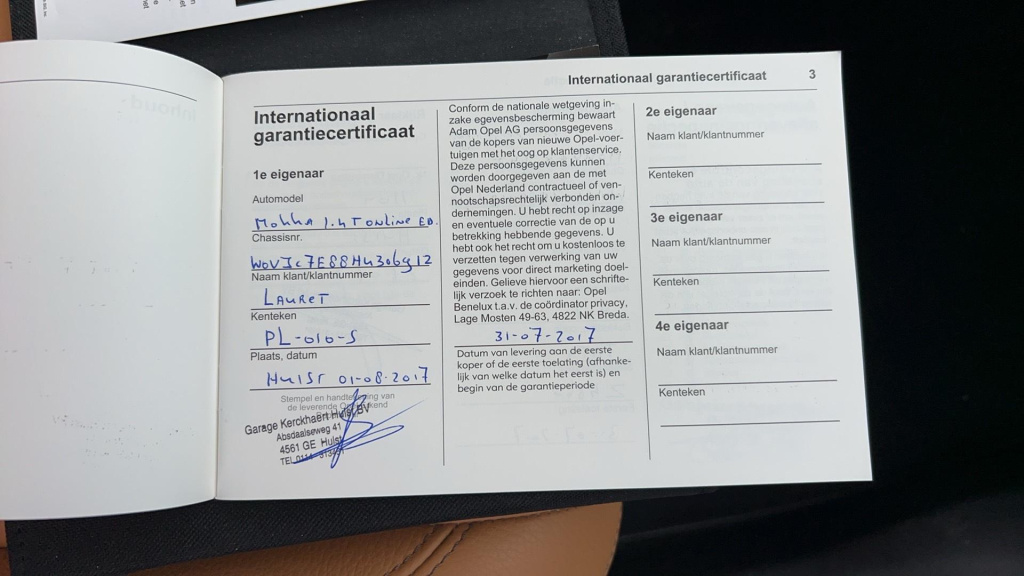 Internationaal garantiecertificaat 3
Internationaal
garantiecertificaat
1e eigenaar
Automodel
Mokka 1.4T online ED.
Chassisnr.
Naam klant/klantnummer
Lauret
Kenteken
PL-010-S
Plaats, datum
Hulst 01-08-2017
Stempel en handtekening van
de leverende
Garage Kerckhaert Hulst BV
Absdaalseweg 41
4561 GE Hulst
TEL.
Conform de nationale wetgeving in-
zake egevensbescherming bewaart
Adam Opel AG persoonsgegevens
van de kopers van nieuwe Opel-voer-
tuigen met het oog op klantenservice.
Deze persoonsgegevens kunnen
worden doorgegeven aan de met
Opel Nederland contractueel of ven-
nootschapsrechtelijk verbonden on-
dernemingen. U hebt recht op inzage
en eventuele correctie van de op u
betrekking hebbende gegevens. U
hebt ook het recht om u kostenloos te
verzetten tegen verwerking van uw
gegevens voor direct marketing doel-
einden. Gelieve hiervoor een schrifte-
lijk verzoek te richten naar: Opel
Benelux t.a.v. de coördinator privacy,
Lage Mosten 49-63, 4822 NK Breda.
31-07-2017
Datum van levering aan de eerste
koper of de eerste toelating (afhanke-
lijk van welke datum het eerst is) en
begin van de garantieperiode
2e eigenaar
Naam klant/klantnummer
Kenteken
3e eigenaar
Naam klant/klantnummer
Kenteken
4e eigenaar
Naam klant/klantnummer
Kenteken